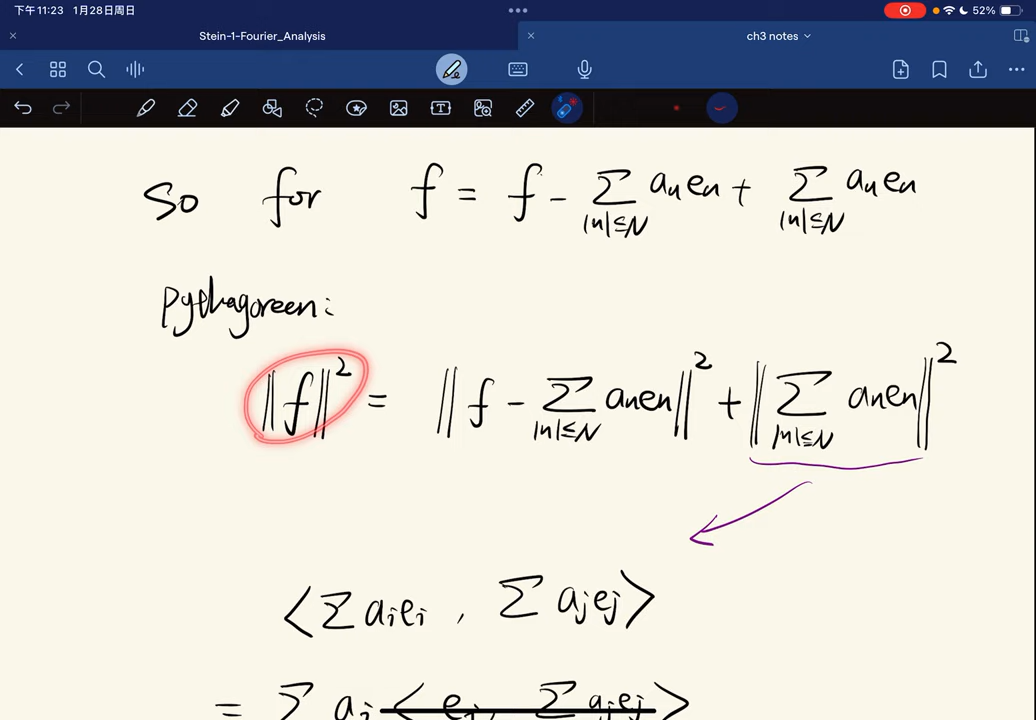 下午11:23 1月28日周日
52%
Stein-1-Fourier_Analysis
ch3 notes
So for f = f - ∑ anen + ∑ anen
|n|≤N |n|≤N
pythagoreen:
‖f‖² = ‖f - ∑ anen‖² + ‖∑ anen‖²
|n|≤N |n|≤N
<∑ aiei , ∑ ajej>
= ∑ ai < ei, ∑ ajej >